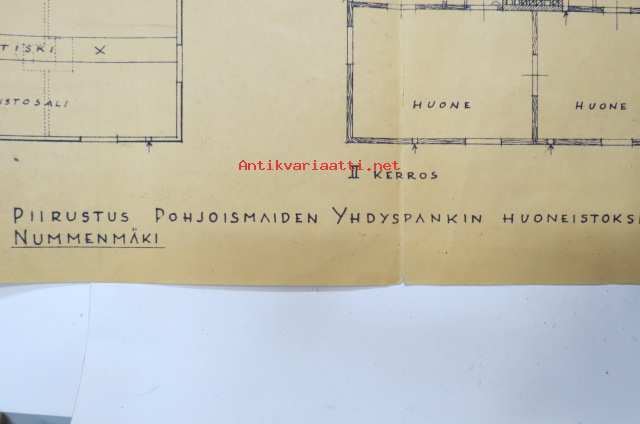 TISKI X
ISTOSALI
HUONE HUONE
Antikvariaatti.net
II KERROS
PIIRUSTUS POHJOISMAIDEN YHDYSPANKIN HUONEISTOKSI
NUMMENMÄKI